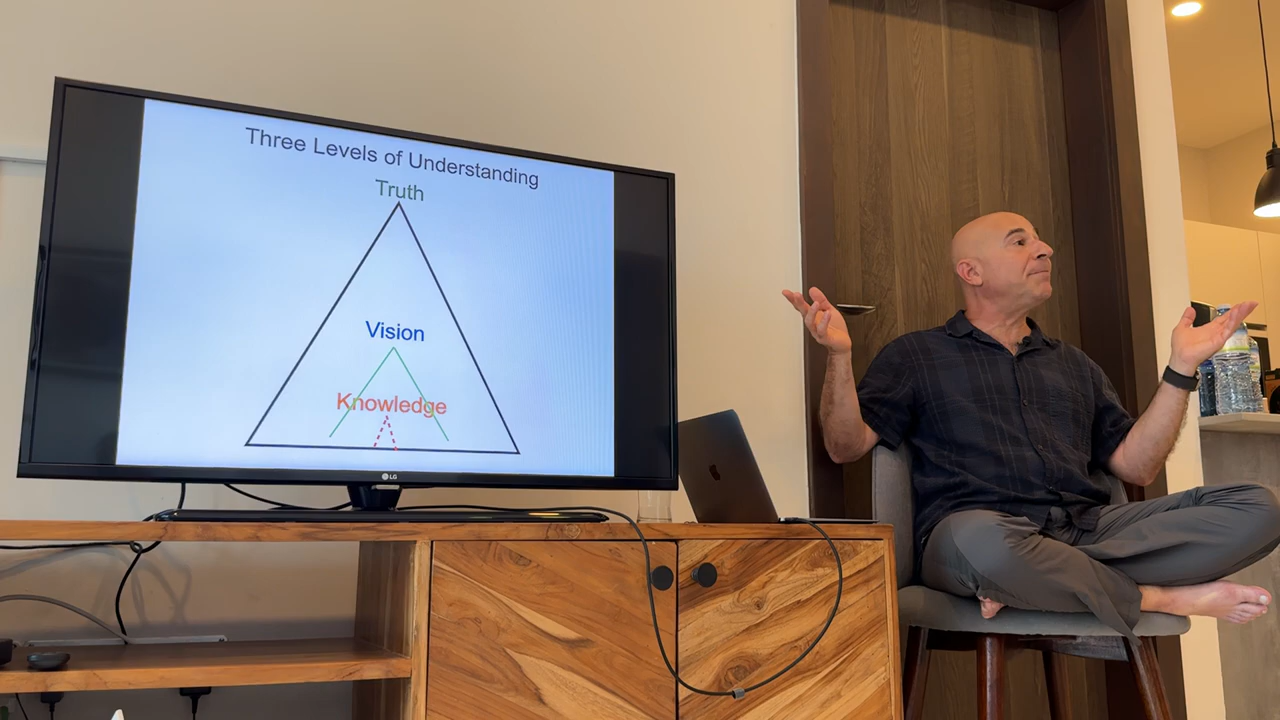 Three Levels of Understanding
Truth
Vision
Knowledge
LG